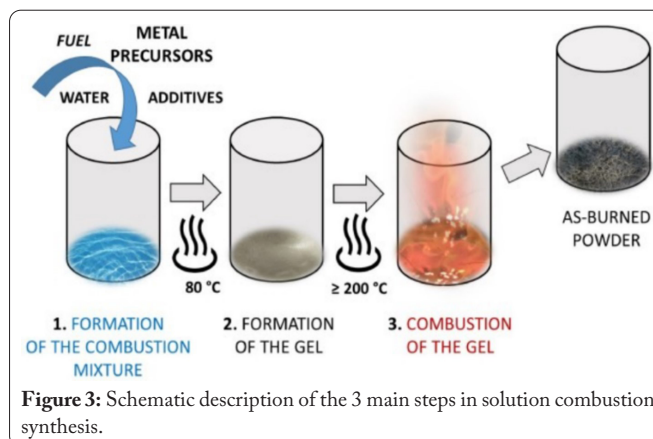 FUEL
METAL
PRECURSORS
WATER
ADDITIVES
80 °C
≥ 200 °C
AS-BURNED
POWDER
1. FORMATION
OF THE COMBUSTION
MIXTURE
2. FORMATION
OF THE GEL
3. COMBUSTION
OF THE GEL
Figure 3: Schematic description of the 3 main steps in solution combustion
synthesis.